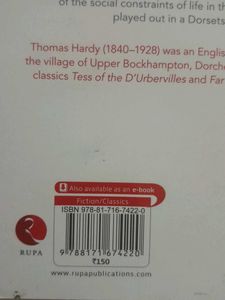 of the social constraints of life in th
played out in a Dorsets
Thomas Hardy (1840–1928) was an Englis
the village of Upper Bockhampton, Dorche
classics Tess of the D'Urbervilles and Far
Also available as an e-book
Fiction/Classics
ISBN 978-81-716-7422-0
9 788171 674220
₹150
RUPA
www.rupapublications.com